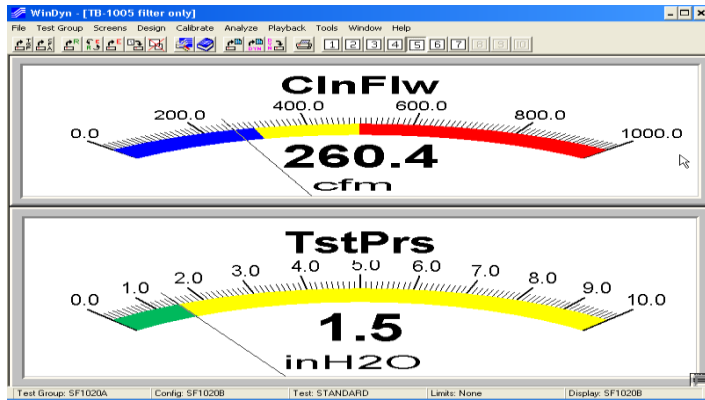 WinDyn - [TB-1005 filter only]
File Test Group Screens Design Calibrate Analyze Playback Tools Window Help
1 2 3 4 5 6 7 8 9 10
ClnFlw
0.0 200.0 400.0 600.0 800.0 1000.0
260.4
cfm
TstPrs
0.0 1.0 2.0 3.0 4.0 5.0 6.0 7.0 8.0 9.0 10.0
1.5
inH2O
Test Group: SF1020A Config: SF1020B Test: STANDARD Limits: None Display: SF1020B